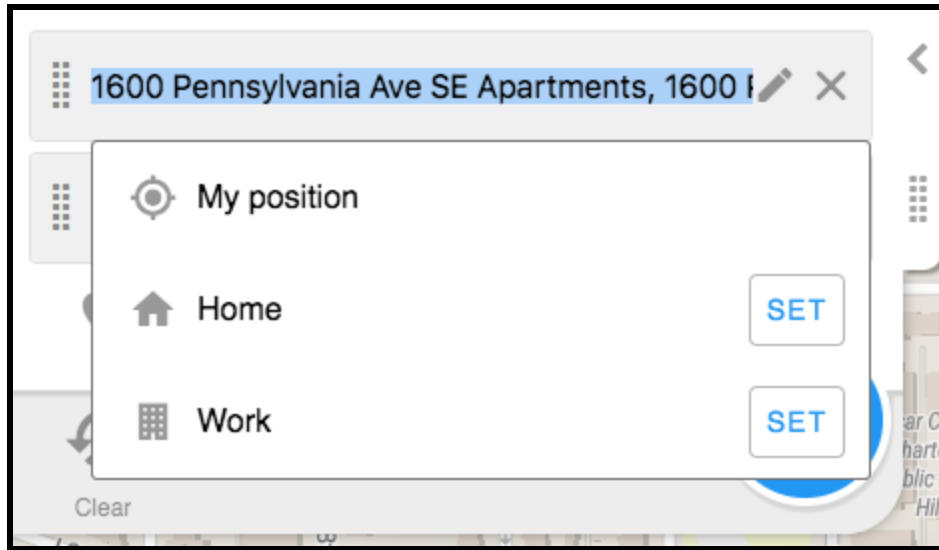 1600 Pennsylvania Ave SE Apartments, 1600
My position
Home
SET
Work
SET
Clear